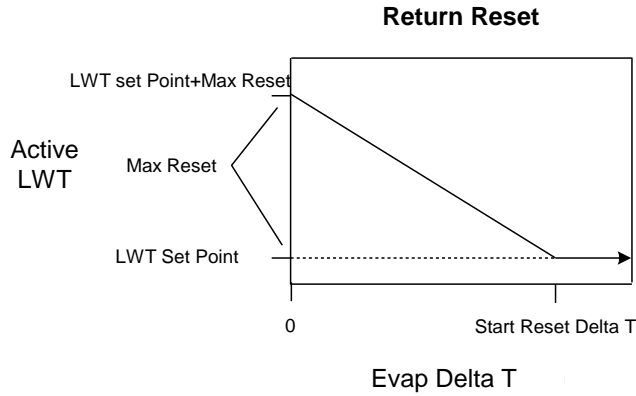 Return Reset
LWT set Point+Max Reset
Active
LWT
Max Reset
LWT Set Point
0
Start Reset Delta T
Evap Delta T